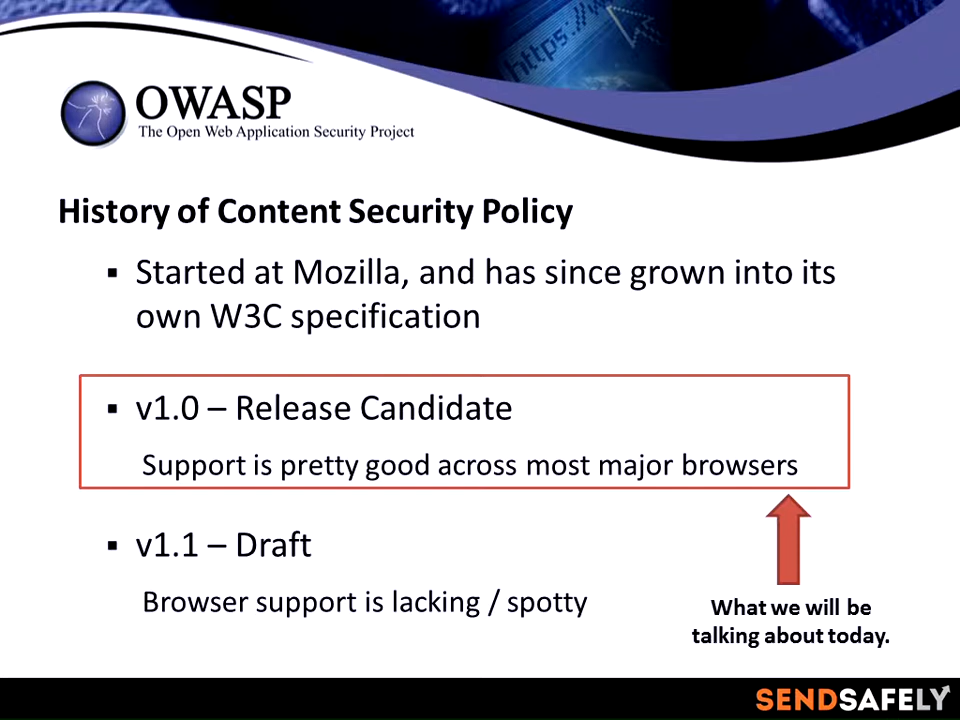 https://w
OWASP
The Open Web Application Security Project
History of Content Security Policy
▪ Started at Mozilla, and has since grown into its
own W3C specification
▪ v1.0 – Release Candidate
Support is pretty good across most major browsers
▪ v1.1 – Draft
Browser support is lacking / spotty
What we will be
talking about today.
SENDSAFELY